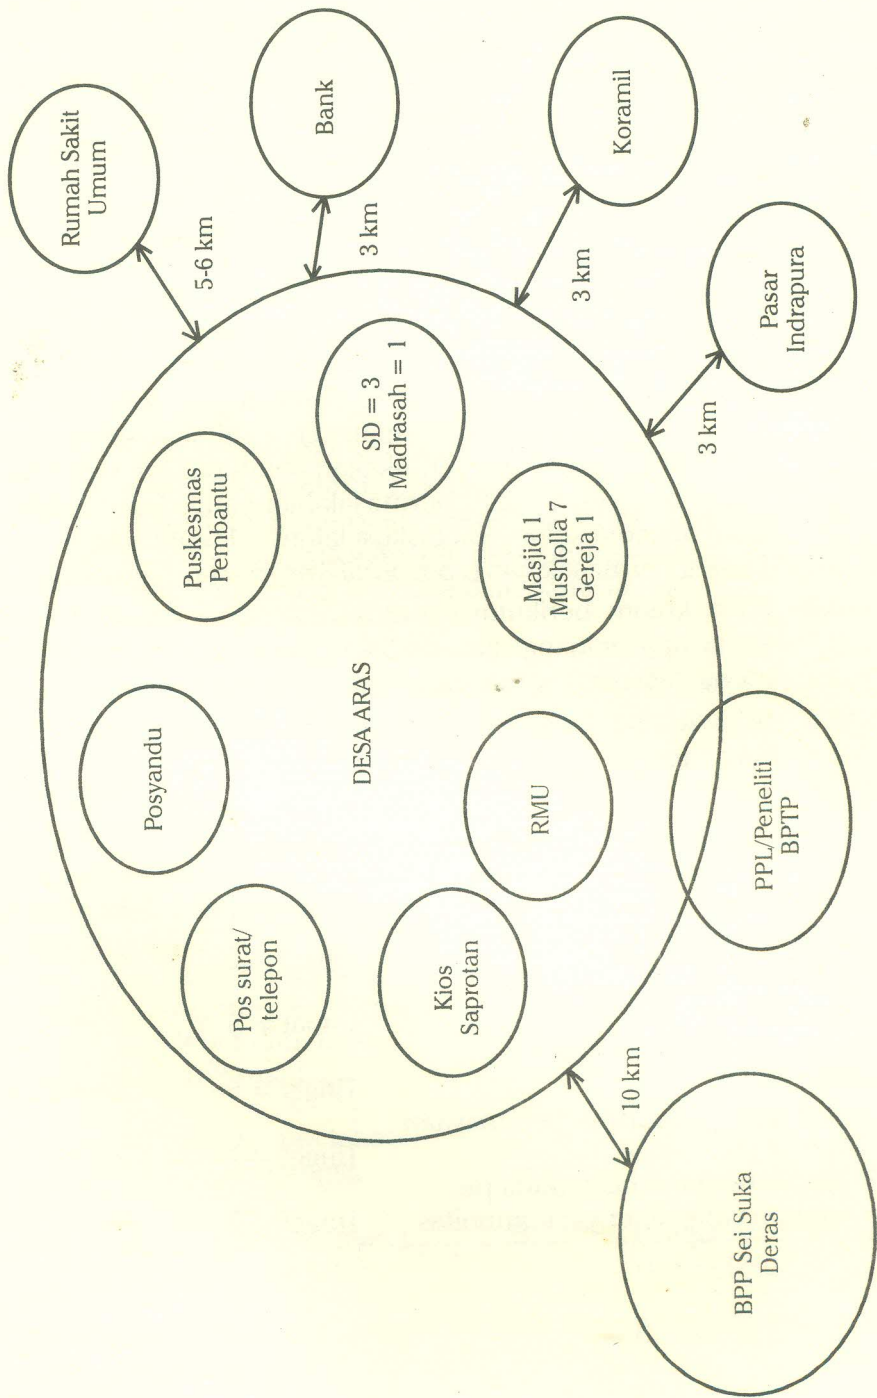 Rumah Sakit
Umum
5-6 km
Bank
3 km
Koramil
3 km
Pasar
Indrapura
3 km
Puskesmas
Pembantu
SD = 3
Madrasah = 1
Masjid 1
Musholla 7
Gereja 1
DESA ARAS
Posyandu
RMU
Pos surat/
telepon
Kios
Saprotan
PPL/Peneliti
BPTP
10 km
BPP Sei Suka
Deras